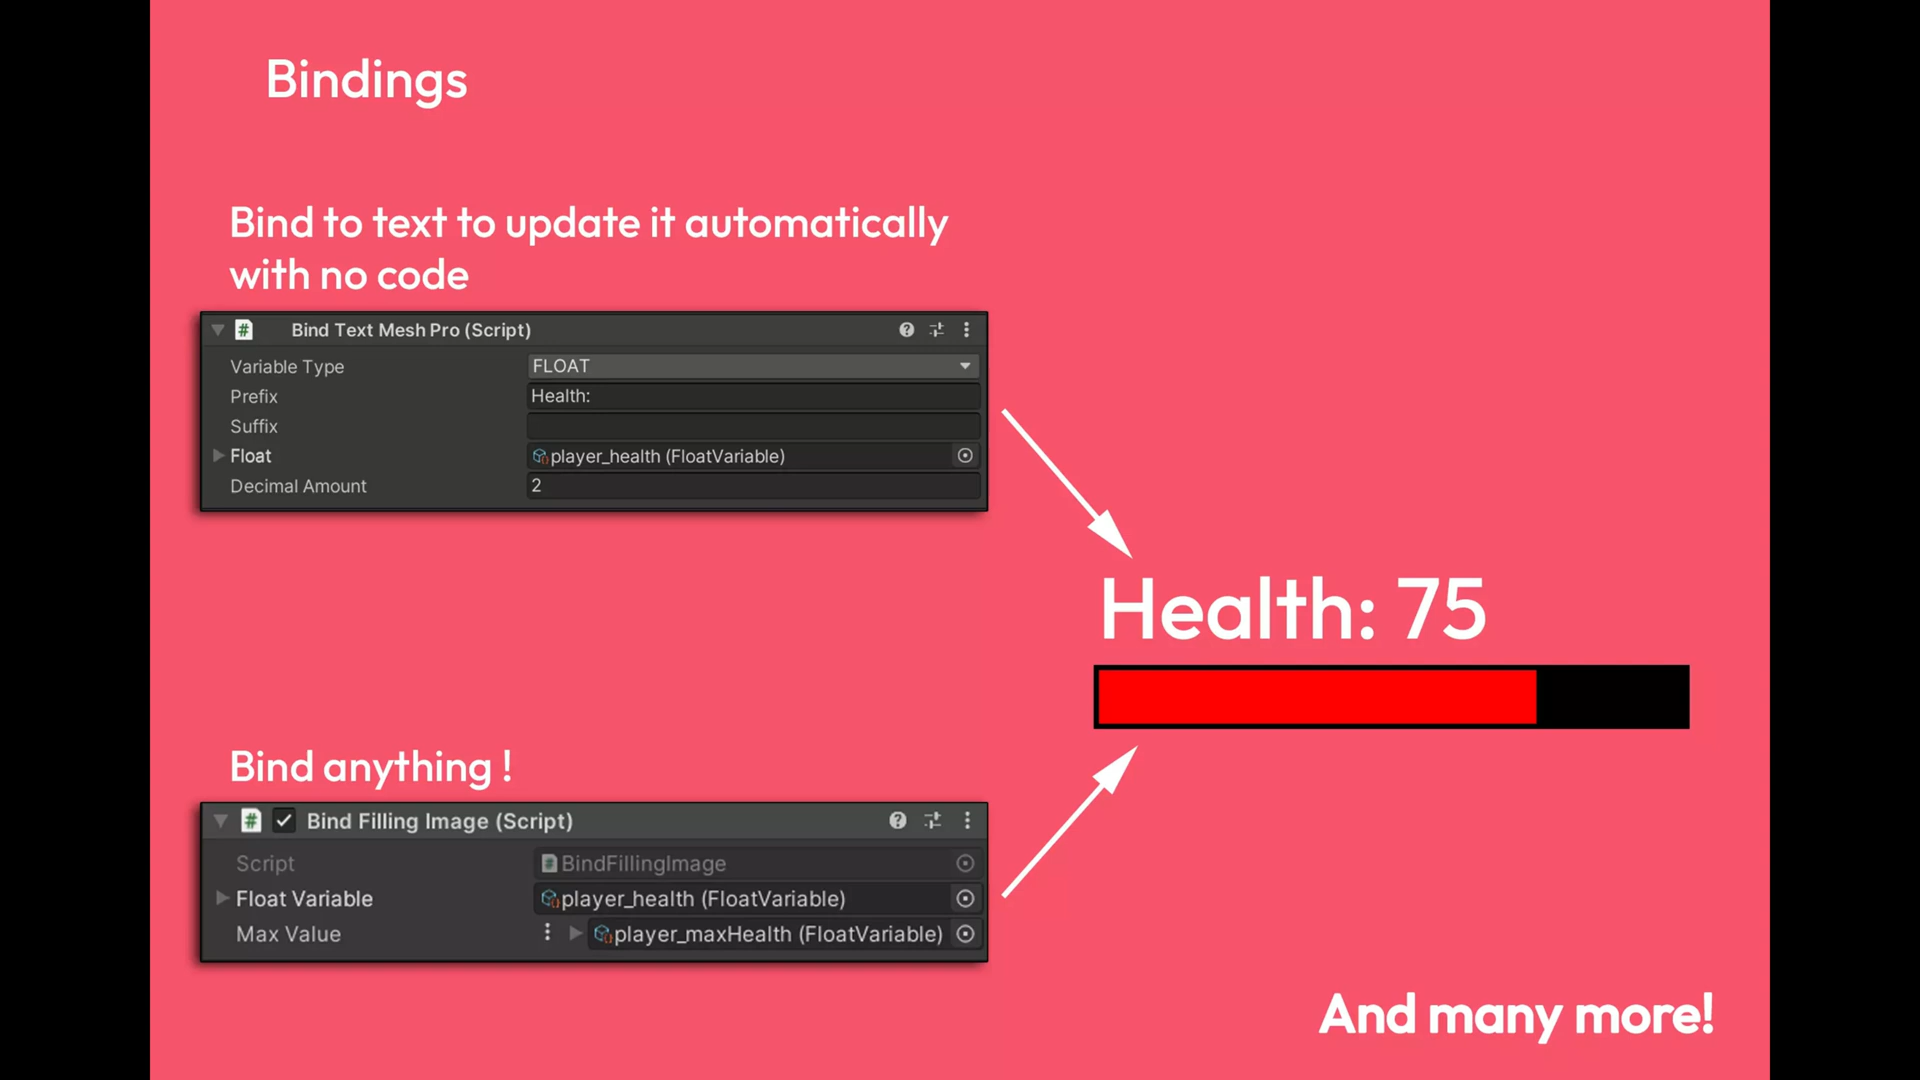 Bindings
Bind to text to update it automatically
with no code
# Bind Text Mesh Pro (Script)
Variable Type FLOAT
Prefix Health:
Suffix
Float player_health (FloatVariable)
Decimal Amount 2
Health: 75
Bind anything !
# Bind Filling Image (Script)
Script # BindFillingImage
Float Variable player_health (FloatVariable)
Max Value player_maxHealth (FloatVariable)
And many more!